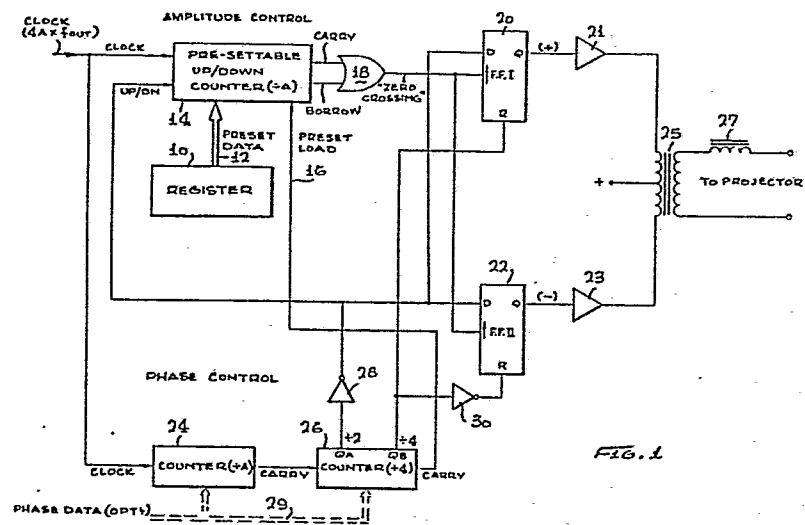 CLOCK
(4A x fOUT)
AMPLITUDE CONTROL
CLOCK
PRE-SETTABLE
UP/DOWN
COUNTER(÷A)
CARRY
BORROW
18
"ZERO
CROSSING"
UP/DN
14
PRESET
DATA
12
PRESET
LOAD
16
10
REGISTER
20
D
Q
F.F.I
R
(+)
21
25
27
+
TO PROJECTOR
22
D
Q
F.F.II
R
(-)
23
PHASE CONTROL
28
30
24
COUNTER(÷A)
CLOCK
CARRY
26
÷2
÷4
QA
QB
COUNTER(÷4)
CARRY
PHASE DATA (OPT'L)
29
FIG. 1